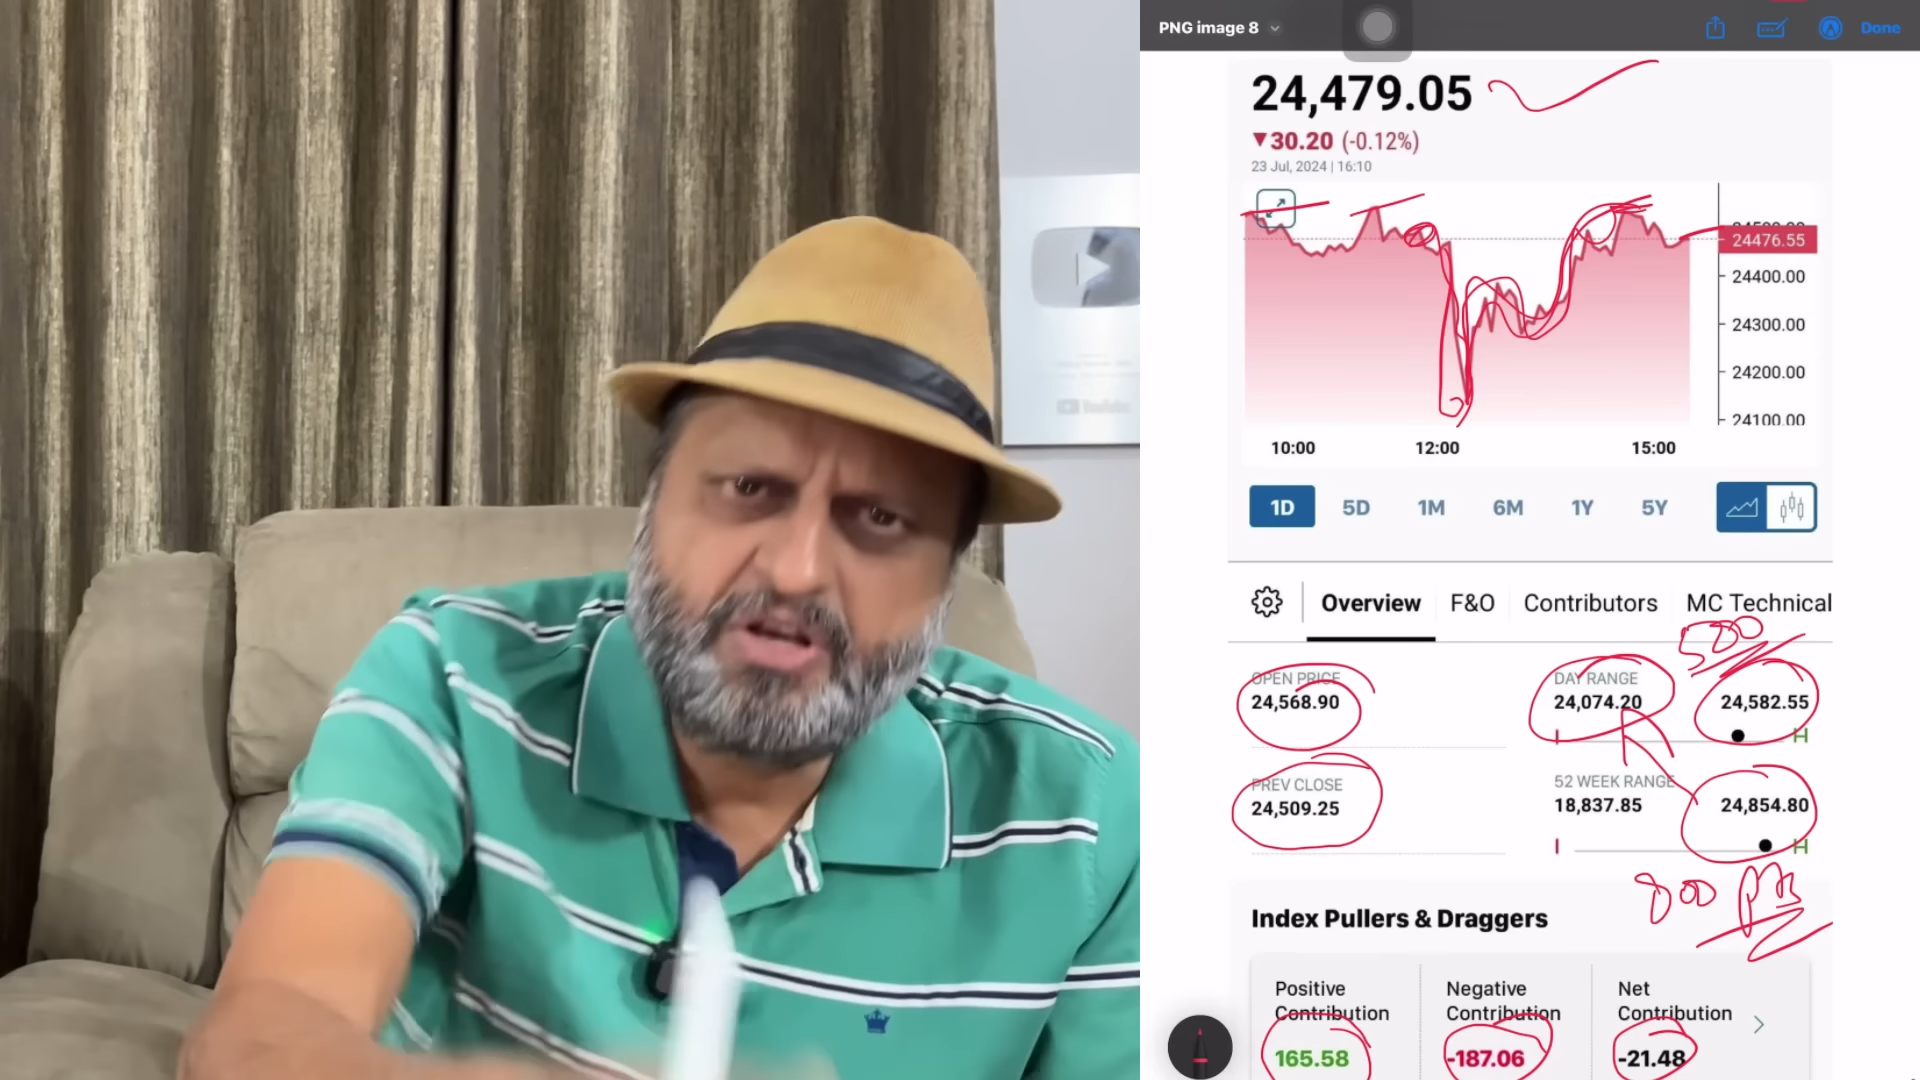 PNG image 8
Done
24,479.05
▼30.20 (-0.12%)
23 Jul, 2024 | 16:10
24476.55
24400.00
24300.00
24200.00
24100.00
10:00 12:00 15:00
1D 5D 1M 6M 1Y 5Y
Overview F&O Contributors MC Technical
500
OPEN PRICE
24,568.90
DAY RANGE
24,074.20 24,582.55
H
PREV CLOSE
24,509.25
52 WEEK RANGE
18,837.85 24,854.80
H
800 pts
Index Pullers & Draggers
Positive Contribution
165.58
Negative Contribution
-187.06
Net Contribution
-21.48
YouTube